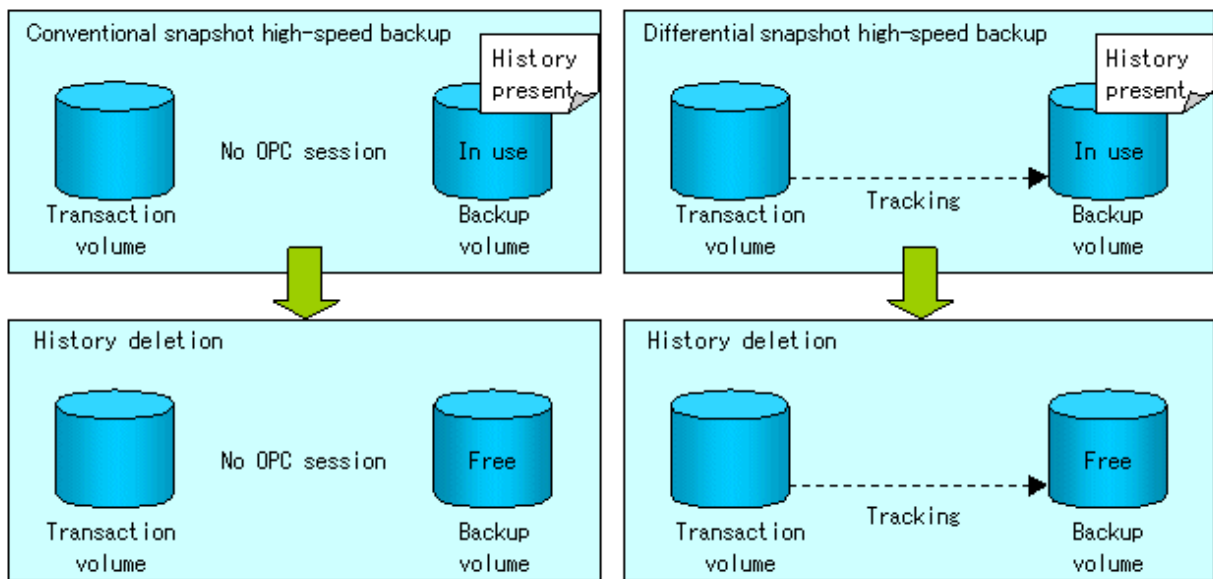 Conventional snapshot high-speed backup
History
present
No OPC session
In use
Transaction
volume
Backup
volume
Differential snapshot high-speed backup
History
present
In use
Tracking
Transaction
volume
Backup
volume
History deletion
No OPC session
Free
Transaction
volume
Backup
volume
History deletion
Free
Tracking
Transaction
volume
Backup
volume